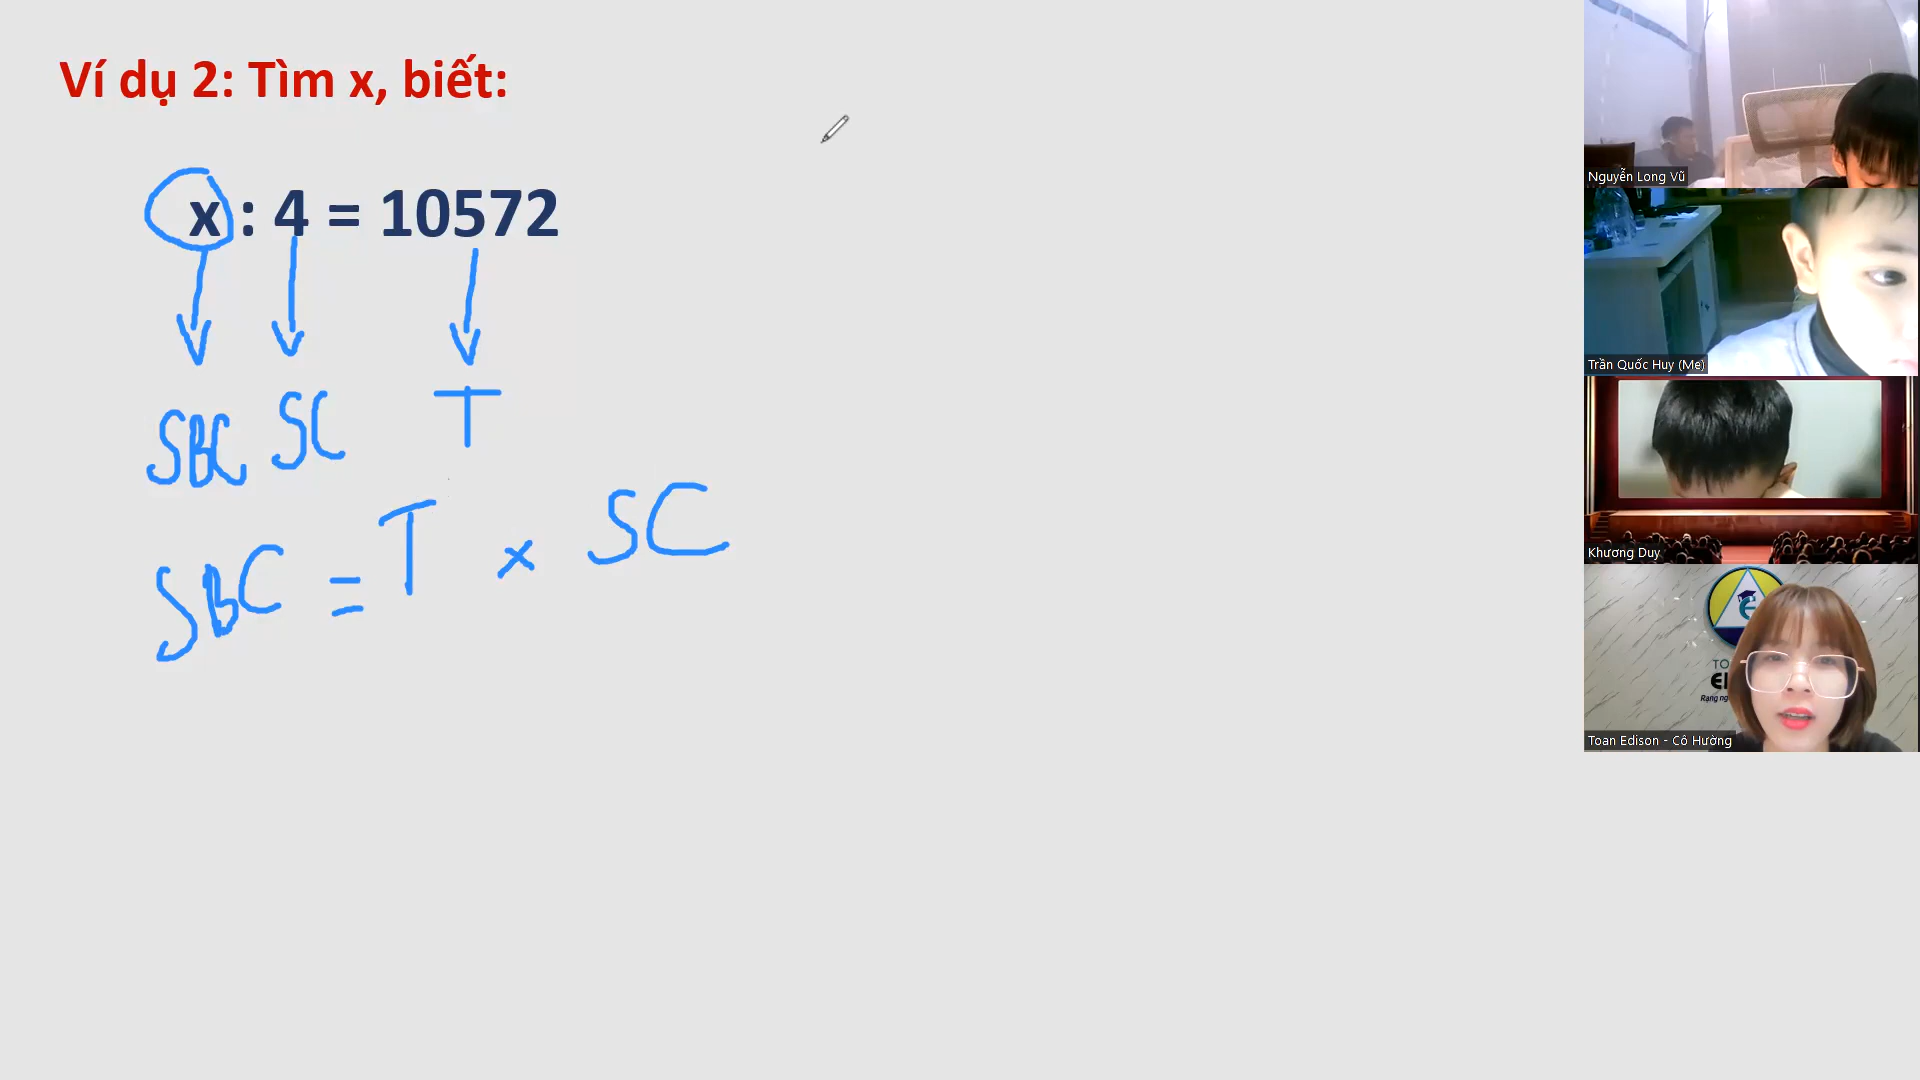 Ví dụ 2: Tìm x, biết:
x : 4 = 10572
SBC SC T
SBC = T x SC
Nguyễn Long Vũ
Trần Quốc Huy (Me)
Khương Duy
Toan Edison - Cô Hường